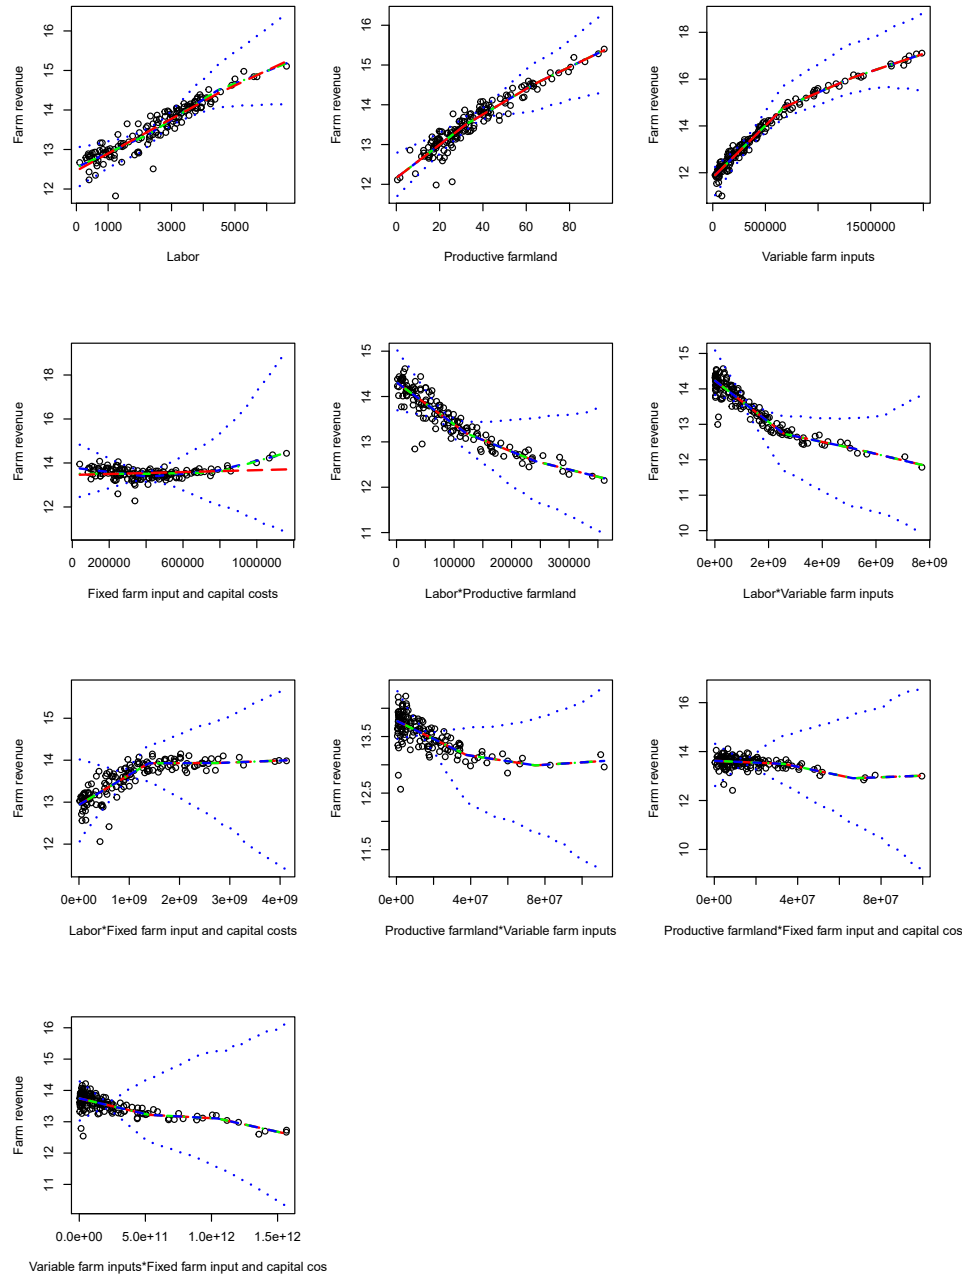 Farm revenue
12 13 14 15 16
0 1000 3000 5000
Labor
Farm revenue
12 13 14 15 16
0 20 40 60 80
Productive farmland
Farm revenue
12 14 16 18
0 500000 1500000
Variable farm inputs
Farm revenue
12 14 16 18
0 200000 600000 1000000
Fixed farm input and capital costs
Farm revenue
11 12 13 14 15
0 100000 200000 300000
Labor*Productive farmland
Farm revenue
10 11 12 13 14 15
0e+00 2e+09 4e+09 6e+09 8e+09
Labor*Variable farm inputs
Farm revenue
12 13 14 15
0e+00 1e+09 2e+09 3e+09 4e+09
Labor*Fixed farm input and capital costs
Farm revenue
11.5 12.5 13.5
0e+00 4e+07 8e+07
Productive farmland*Variable farm inputs
Farm revenue
10 12 14 16
0e+00 4e+07 8e+07
Productive farmland*Fixed farm input and capital cos
Farm revenue
11 12 13 14 15 16
0.0e+00 5.0e+11 1.0e+12 1.5e+12
Variable farm inputs*Fixed farm input and capital cos